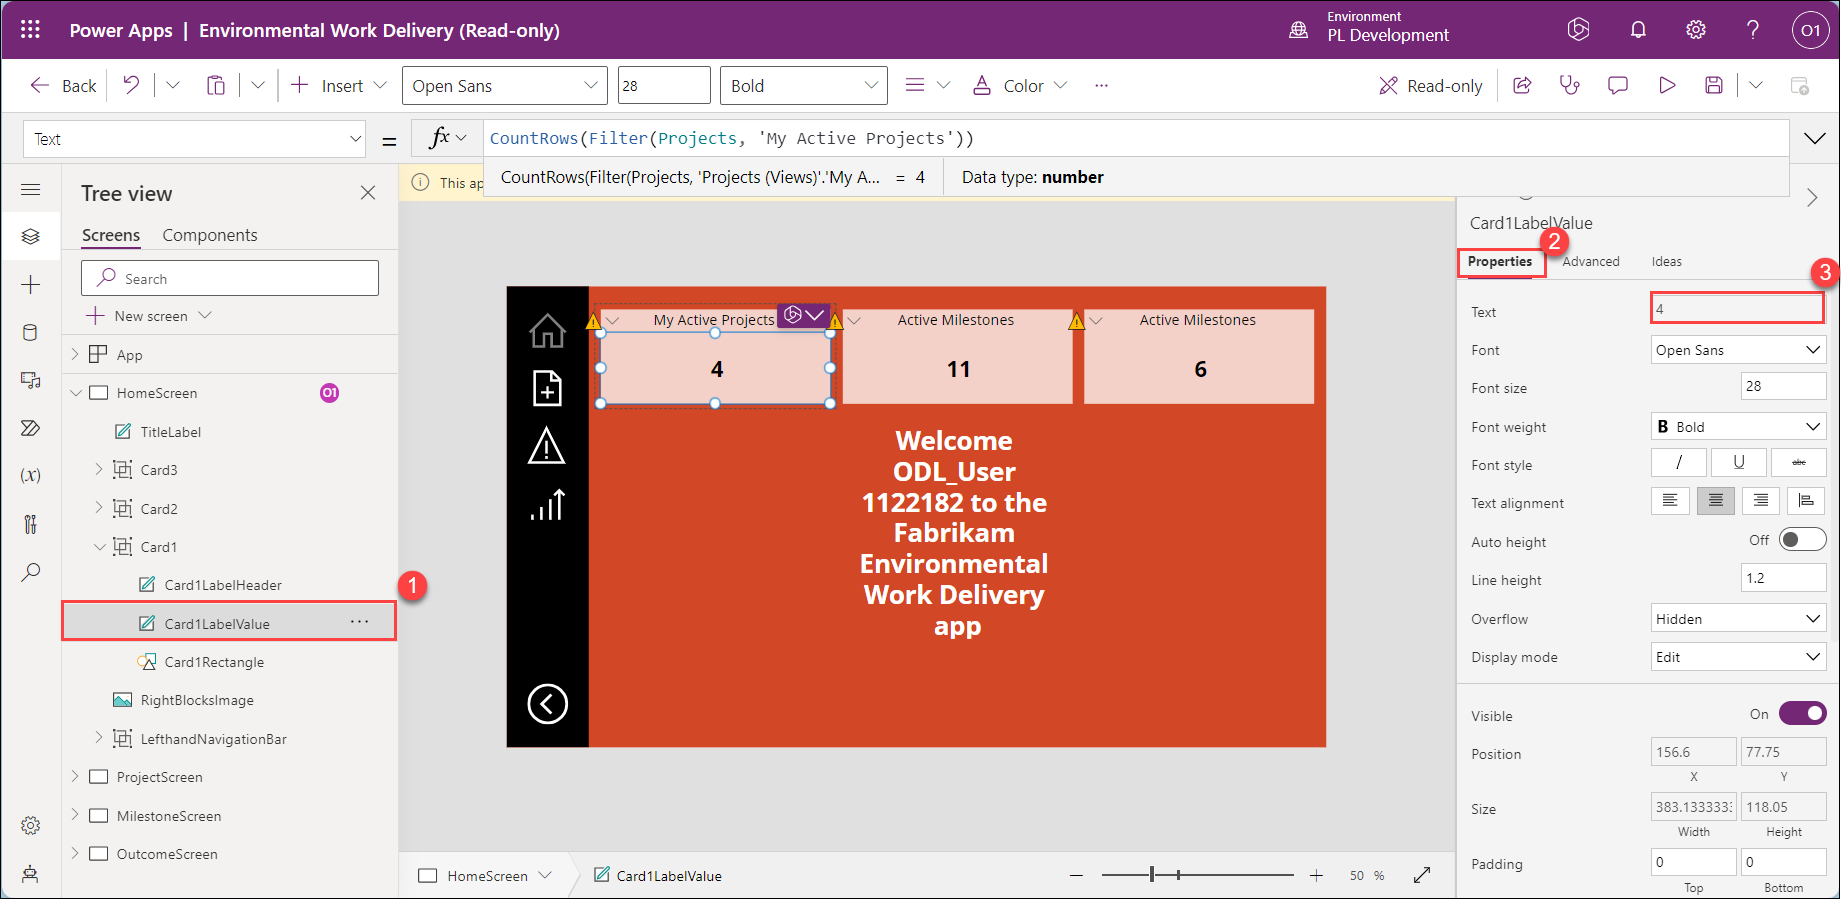 Power Apps | Environmental Work Delivery (Read-only)
Environment
PL Development
O1
Back
Insert
Open Sans
28
Bold
Color
...
Read-only
Text
=
fx
CountRows(Filter(Projects, 'My Active Projects'))
CountRows(Filter(Projects, 'Projects (Views)'.'My A... = 4
Data type: number
This ap
Tree view
Screens
Components
Search
New screen
App
HomeScreen
O1
TitleLabel
Card3
Card2
Card1
Card1LabelHeader
1
Card1LabelValue
...
Card1Rectangle
RightBlocksImage
LefthandNavigationBar
ProjectScreen
MilestoneScreen
OutcomeScreen
(x)
My Active Projects
4
Active Milestones
11
Active Milestones
6
Welcome
ODL_User
1122182 to the
Fabrikam
Environmental
Work Delivery
app
HomeScreen
Card1LabelValue
50 %
Card1LabelValue
2
Properties
Advanced
Ideas
3
Text
4
Font
Open Sans
Font size
28
Font weight
B Bold
Font style
/ U abc
Text alignment
Auto height
Off
Line height
1.2
Overflow
Hidden
Display mode
Edit
Visible
On
Position
156.6
77.75
X
Y
Size
383.1333333
118.05
Width
Height
Padding
0
0
Top
Bottom